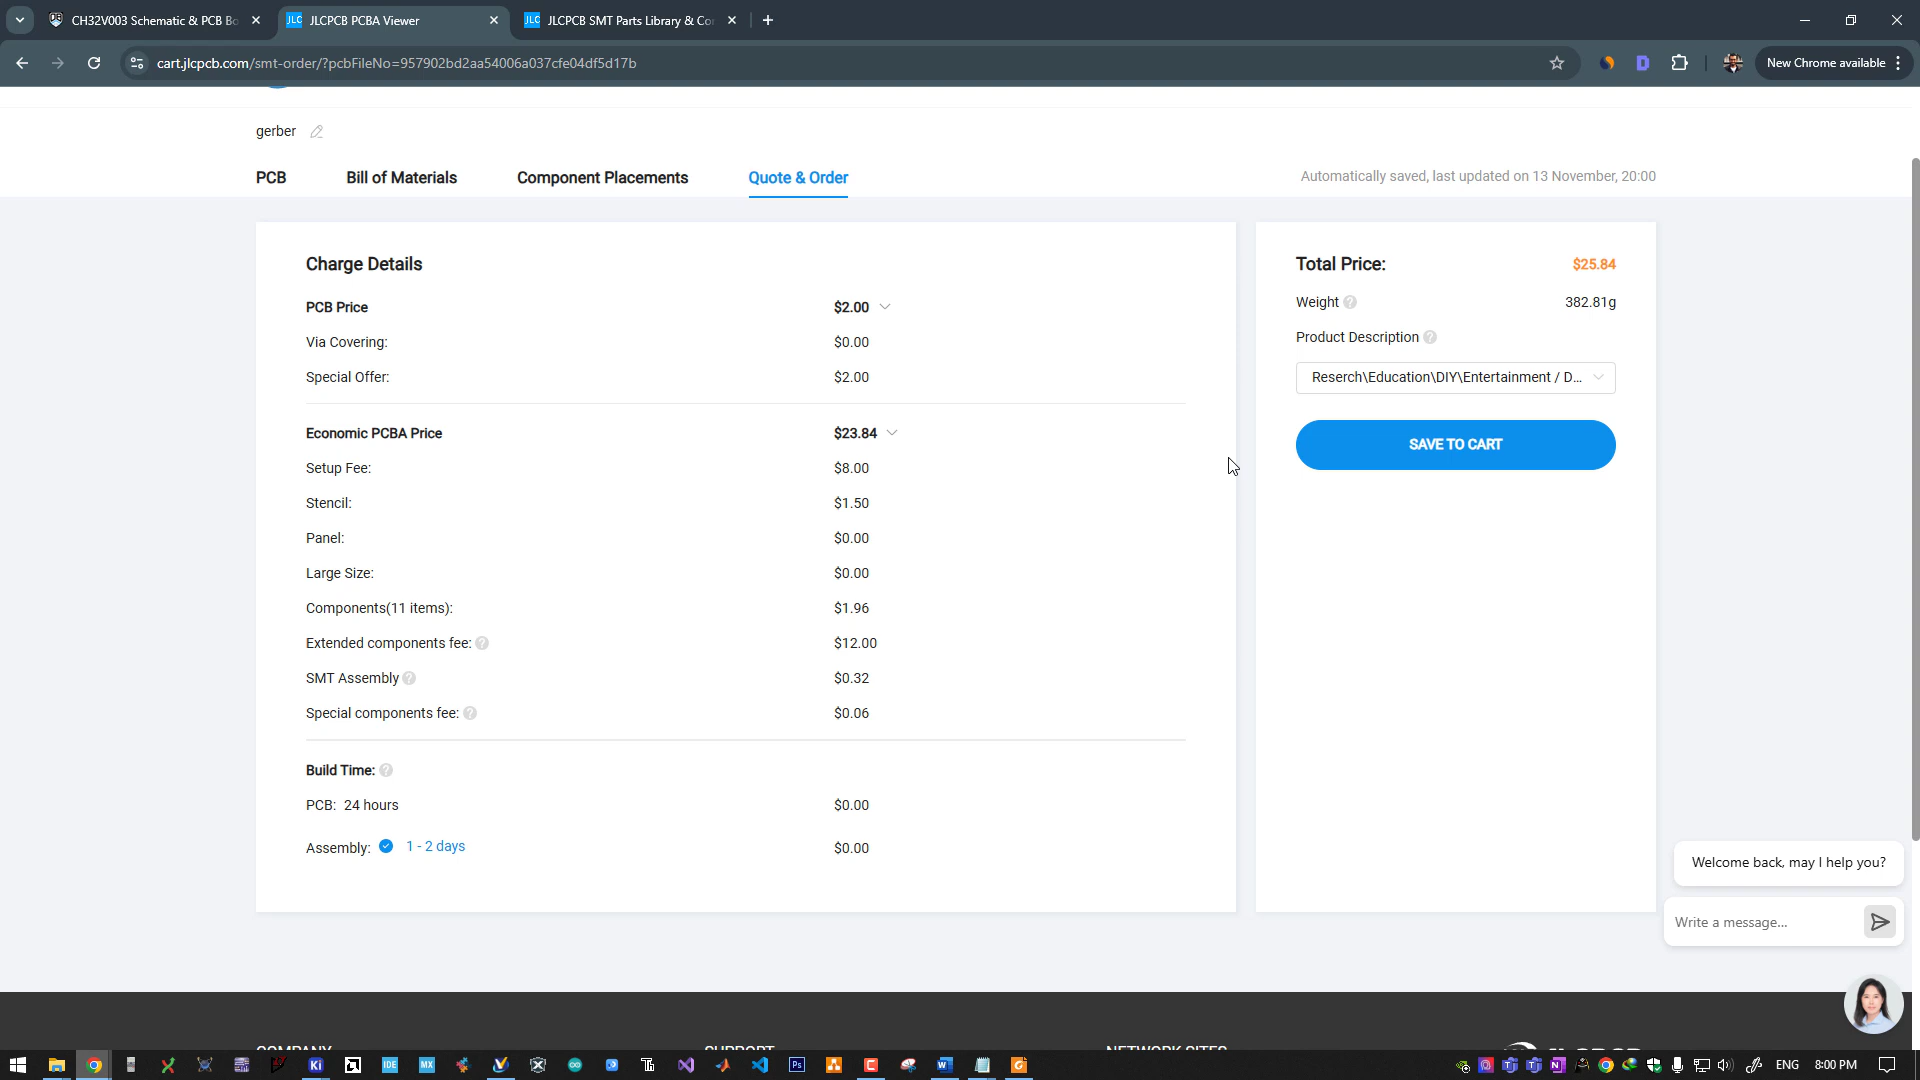 CH32V003 Schematic & PCB Bo
JLC JLCPCB PCBA Viewer
JLC JLCPCB SMT Parts Library & Co
cart.jlcpcb.com/smt-order/?pcbFileNo=957902bd2aa54006a037cfe04df5d17b
New Chrome available
gerber
PCB
Bill of Materials
Component Placements
Quote & Order
Automatically saved, last updated on 13 November, 20:00
Charge Details
PCB Price $2.00
Via Covering: $0.00
Special Offer: $2.00
Economic PCBA Price $23.84
Setup Fee: $8.00
Stencil: $1.50
Panel: $0.00
Large Size: $0.00
Components(11 items): $1.96
Extended components fee: ? $12.00
SMT Assembly ? $0.32
Special components fee: ? $0.06
Build Time: ?
PCB: 24 hours $0.00
Assembly: 1 - 2 days $0.00
Total Price: $25.84
Weight ? 382.81g
Product Description ?
Reserch\Education\DIY\Entertainment / D...
SAVE TO CART
Welcome back, may I help you?
Write a message...
COMPANY
SUPPORT
NETWORK SITES
ENG 8:00 PM